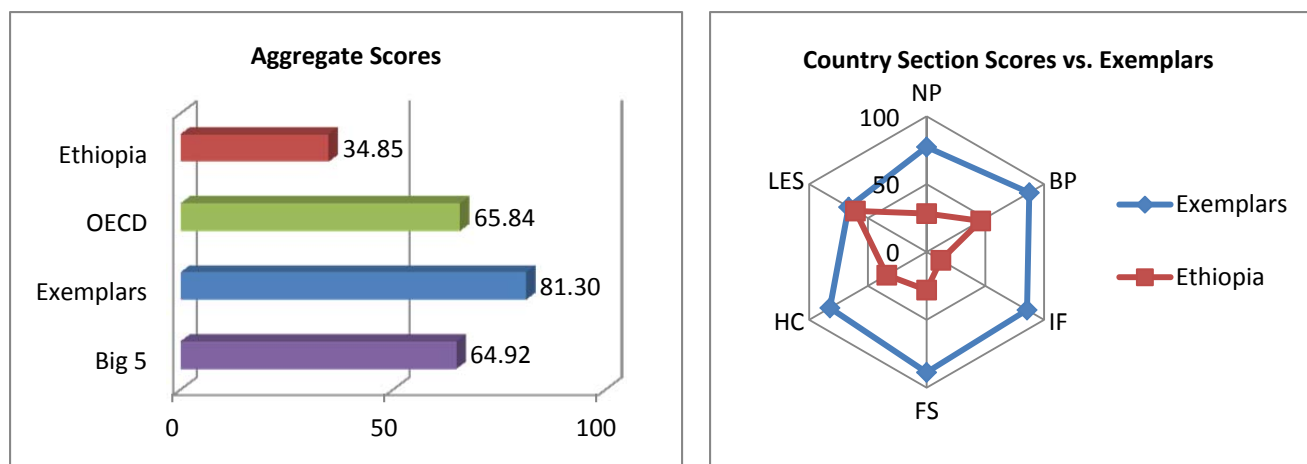 Aggregate Scores
Ethiopia
34.85
OECD
65.84
Exemplars
81.30
Big 5
64.92
0
50
100
Country Section Scores vs. Exemplars
NP
100
50
0
LES
BP
HC
IF
FS
Exemplars
Ethiopia